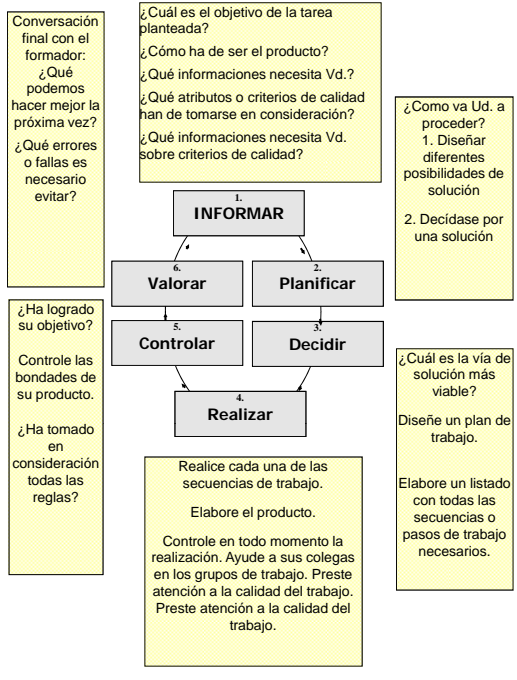 Conversación
final con el
formador:
¿Qué
podemos
hacer mejor la
próxima vez?
¿Qué errores
o fallas es
necesario
evitar?
¿Cuál es el objetivo de la tarea
planteada?
¿Cómo ha de ser el producto?
¿Qué informaciones necesita Vd.?
¿Qué atributos o criterios de calidad
han de tomarse en consideración?
¿Qué informaciones necesita Vd.
sobre criterios de calidad?
¿Como va Ud. a
proceder?
1. Diseñar
diferentes
posibilidades de
solución
2. Decídase por
una solución
1.
INFORMAR
6.
Valorar
2.
Planificar
5.
Controlar
3.
Decidir
4.
Realizar
¿Ha logrado
su objetivo?
Controle las
bondades de
su producto.
¿Ha tomado
en
consideración
todas las
reglas?
¿Cuál es la vía de
solución más
viable?
Diseñe un plan de
trabajo.
Elabore un listado
con todas las
secuencias o
pasos de trabajo
necesarios.
Realice cada una de las
secuencias de trabajo.
Elabore el producto.
Controle en todo momento la
realización. Ayude a sus colegas
en los grupos de trabajo. Preste
atención a la calidad del trabajo.
Preste atención a la calidad del
trabajo.